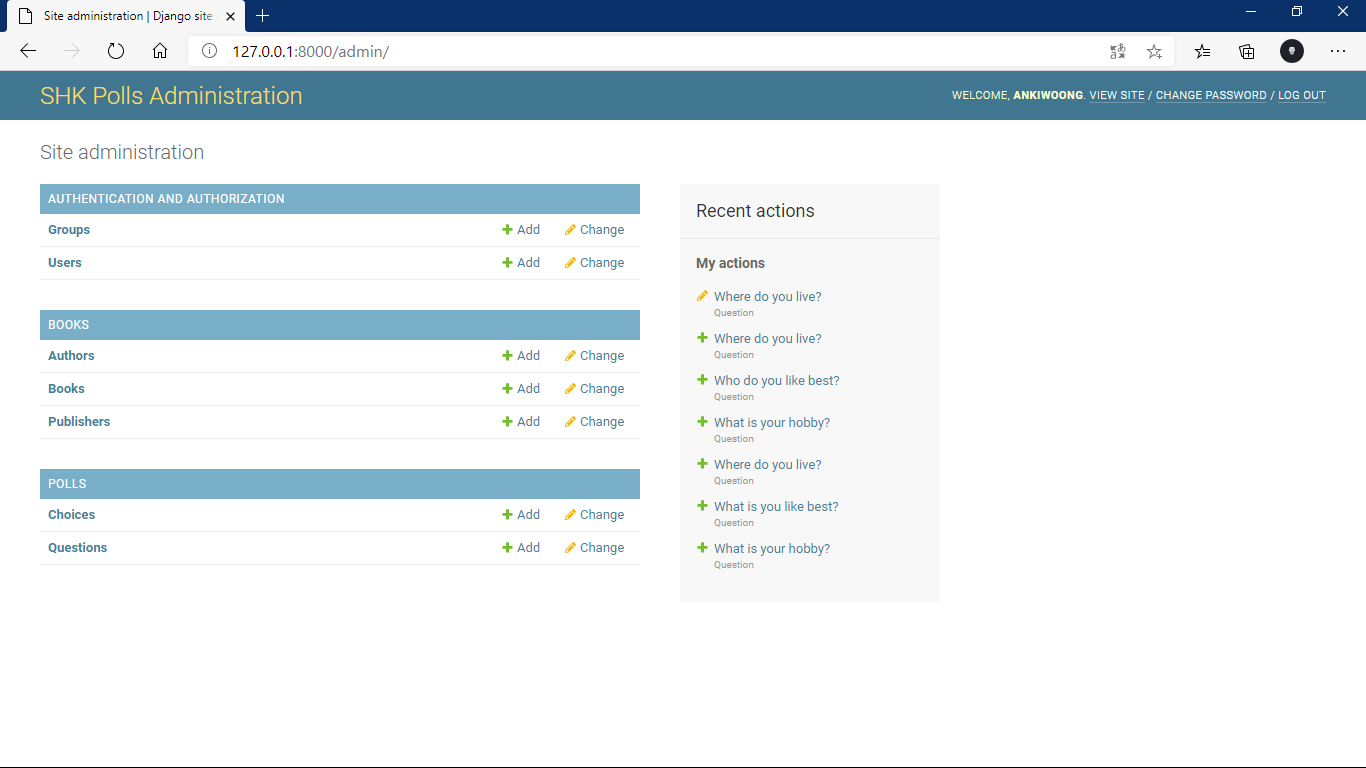 Site administration | Django site
127.0.0.1:8000/admin/
SHK Polls Administration
WELCOME, ANKIWOONG. VIEW SITE / CHANGE PASSWORD / LOG OUT
Site administration
AUTHENTICATION AND AUTHORIZATION
Groups Add Change
Users Add Change
BOOKS
Authors Add Change
Books Add Change
Publishers Add Change
POLLS
Choices Add Change
Questions Add Change
Recent actions
My actions
Where do you live?
Question
Where do you live?
Question
Who do you like best?
Question
What is your hobby?
Question
Where do you live?
Question
What is you like best?
Question
What is your hobby?
Question